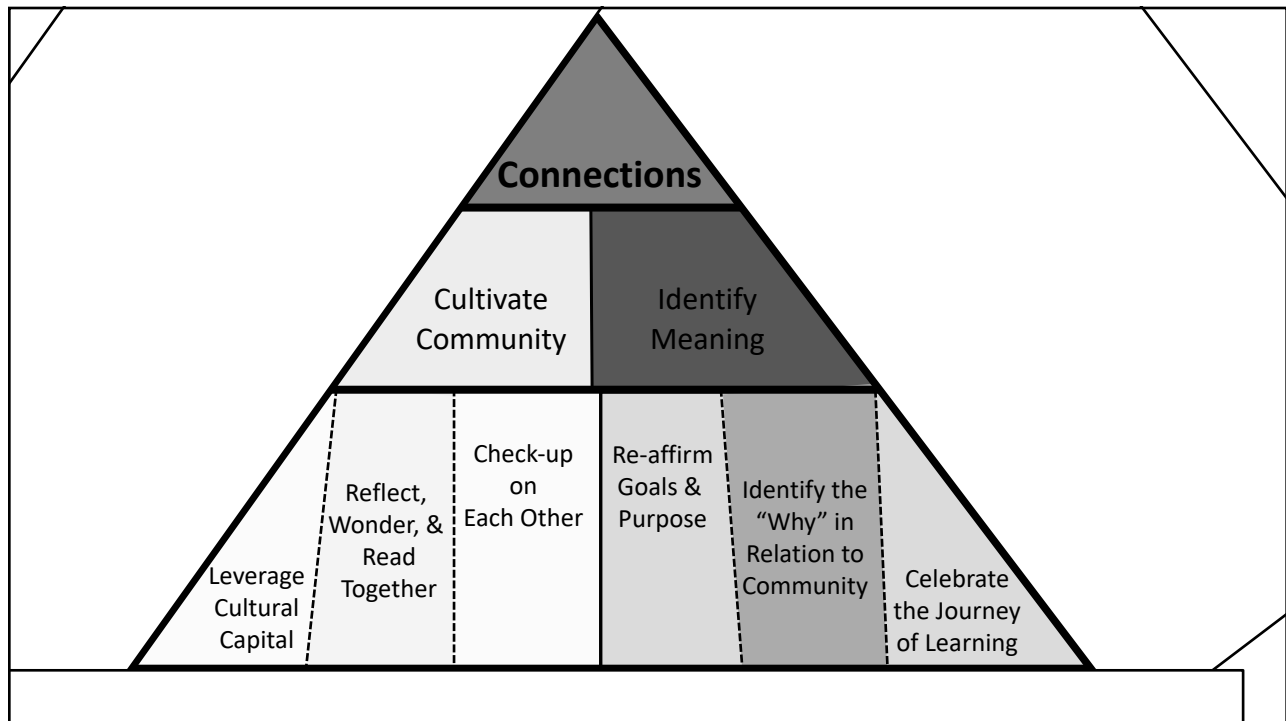 Connections
Cultivate
Community
Identify
Meaning
Leverage
Cultural
Capital
Reflect,
Wonder, &
Read
Together
Check-up
on
Each Other
Re-affirm
Goals &
Purpose
Identify the
“Why” in
Relation to
Community
Celebrate
the Journey
of Learning